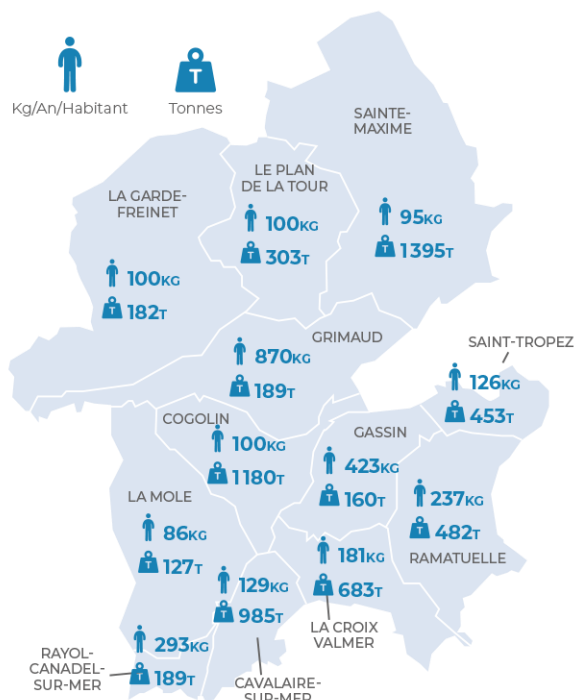 Kg/An/Habitant
Tonnes
SAINTE-
MAXIME
95KG
T 1395T
LE PLAN
DE LA TOUR
100KG
T 303T
LA GARDE-
FREINET
100KG
T 182T
GRIMAUD
870KG
T 189T
SAINT-TROPEZ
126KG
T 453T
COGOLIN
100KG
T 1180T
GASSIN
423KG
T 160T
237KG
T 482T
RAMATUELLE
LA MOLE
86KG
T 127T
181KG
T 683T
LA CROIX
VALMER
129KG
T 985T
CAVALAIRE-
SUR-MER
293KG
T 189T
RAYOL-
CANADEL-
SUR-MER